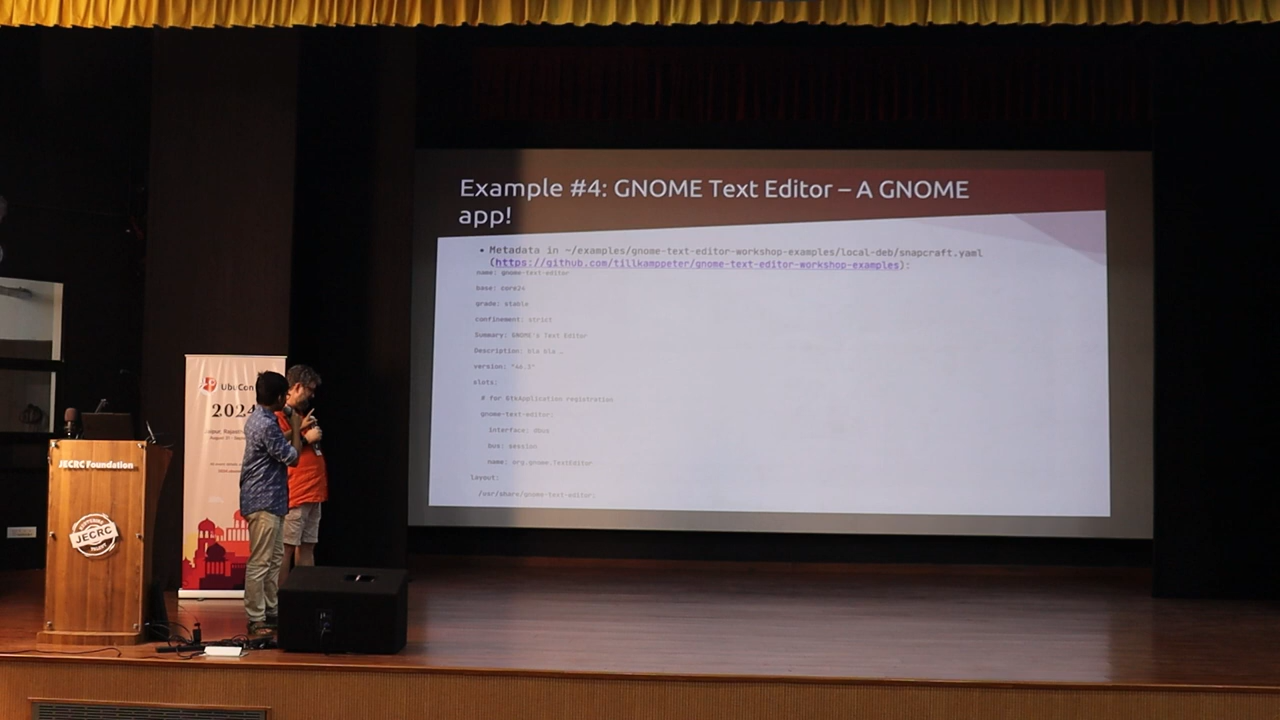 Example #4: GNOME Text Editor – A GNOME
app!
• Metadata in ~/examples/gnome-text-editor-workshop-examples/local-deb/snapcraft.yaml
(https://github.com/tillkamppeter/gnome-text-editor-workshop-examples):
name: gnome-text-editor
base: core24
grade: stable
confinement: strict
Summary: GNOME's Text Editor
Description: bla bla …
version: "46.3"
slots:
# for GtkApplication registration
gnome-text-editor:
interface: dbus
bus: session
name: org.gnome.TextEditor
layout:
/usr/share/gnome-text-editor:
UbuCon
2024
JECRC Foundation
JECRC